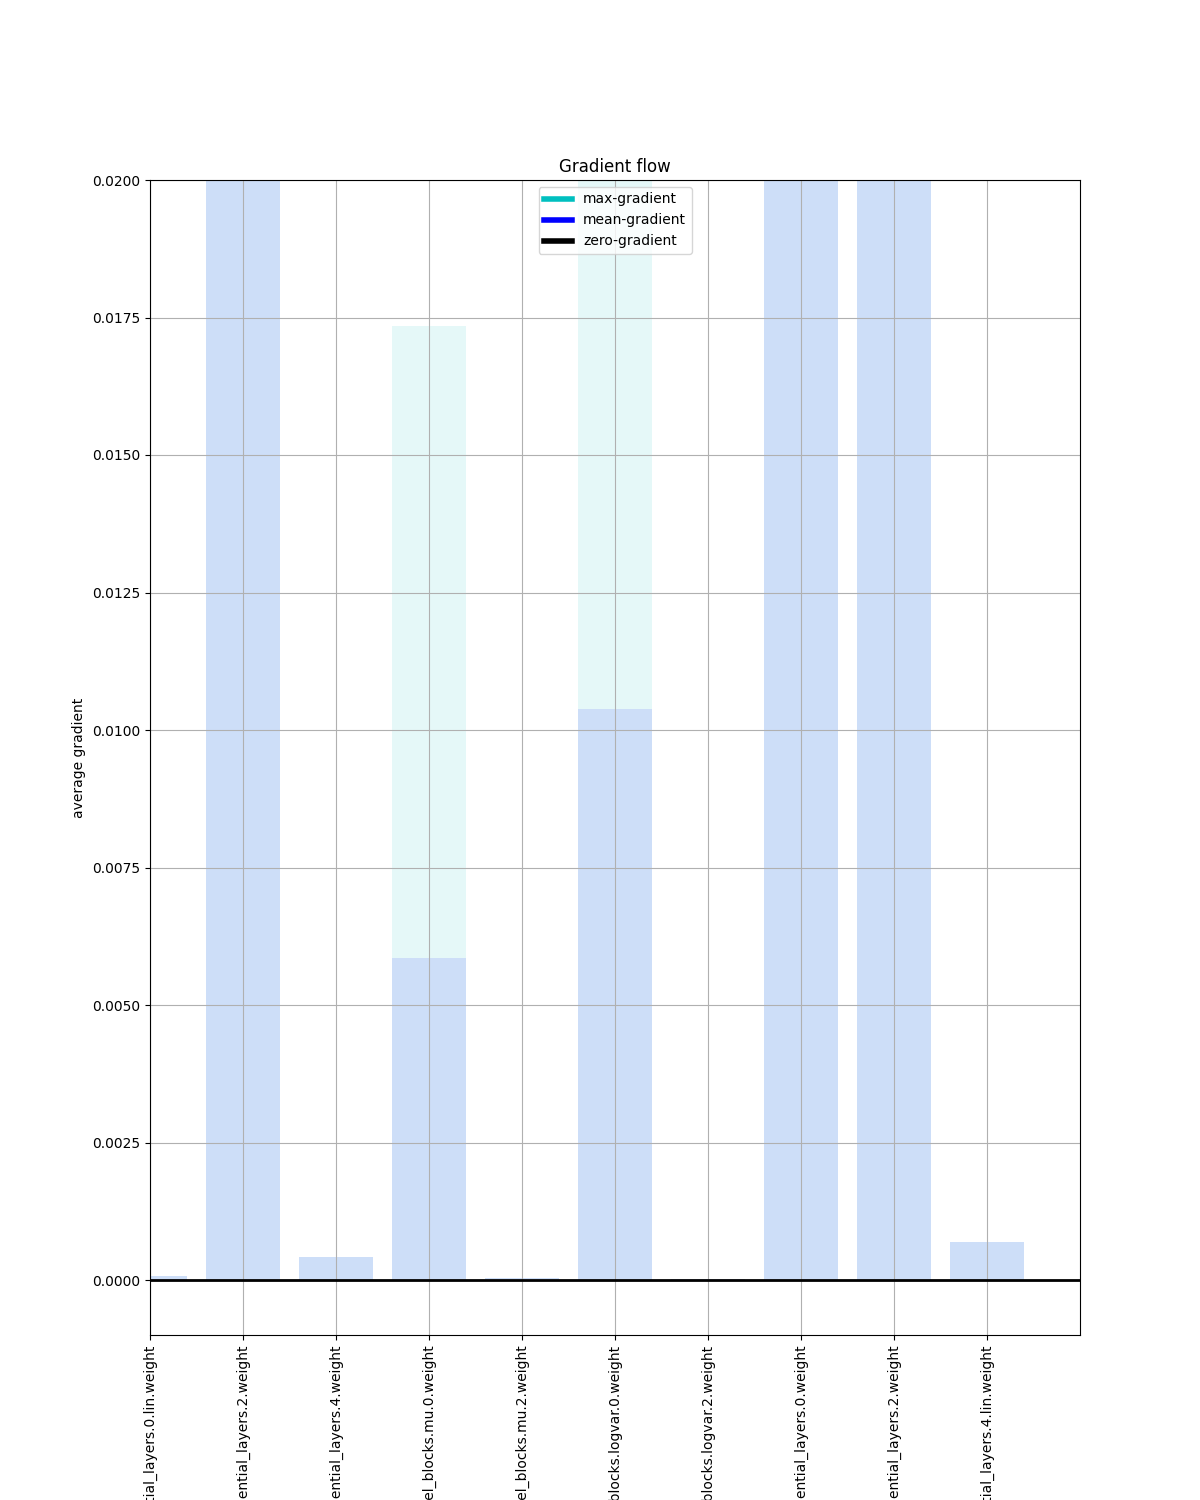 Gradient flow
max-gradient
mean-gradient
zero-gradient
0.0200
0.0175
0.0150
0.0125
0.0100
0.0075
0.0050
0.0025
0.0000
average gradient
tial_layers.0.lin.weight
ential_layers.2.weight
ential_layers.4.weight
el_blocks.mu.0.weight
el_blocks.mu.2.weight
blocks.logvar.0.weight
blocks.logvar.2.weight
ential_layers.0.weight
ential_layers.2.weight
tial_layers.4.lin.weight